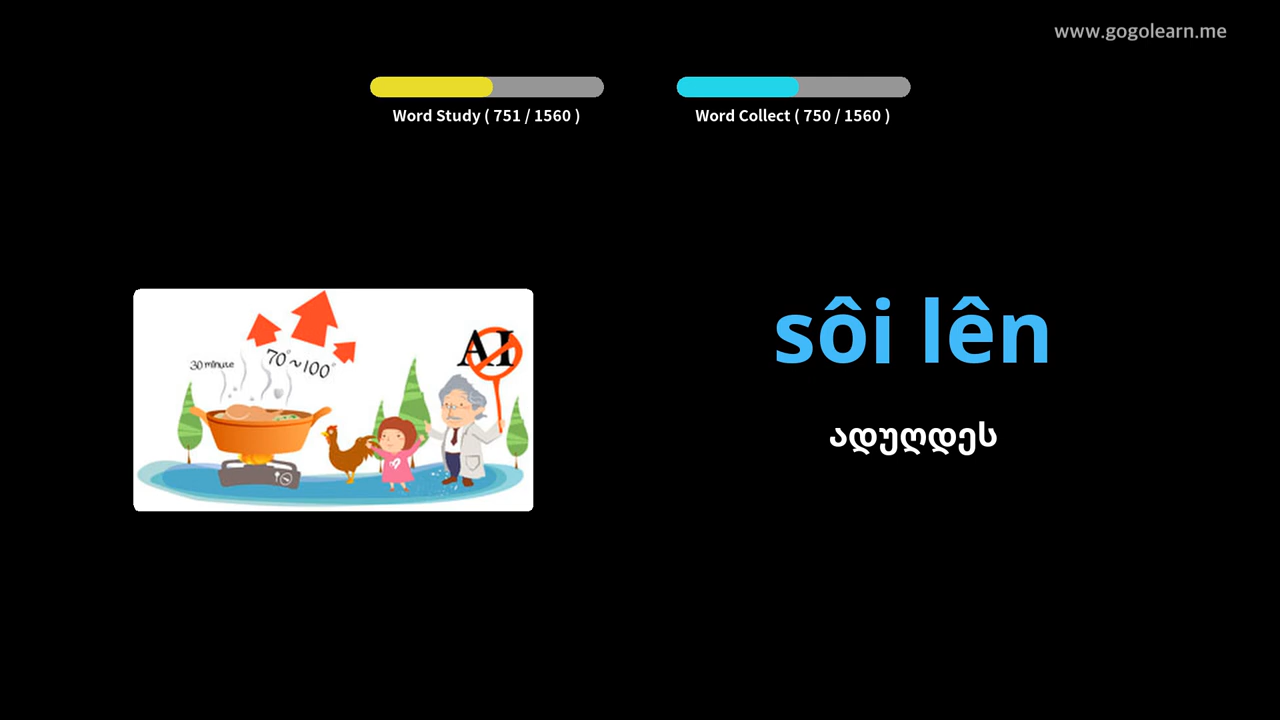 www.gogolearn.me
Word Study ( 751 / 1560 )
Word Collect ( 750 / 1560 )
sôi lên
ადუღდეს
30 minute
70°~100°
AI